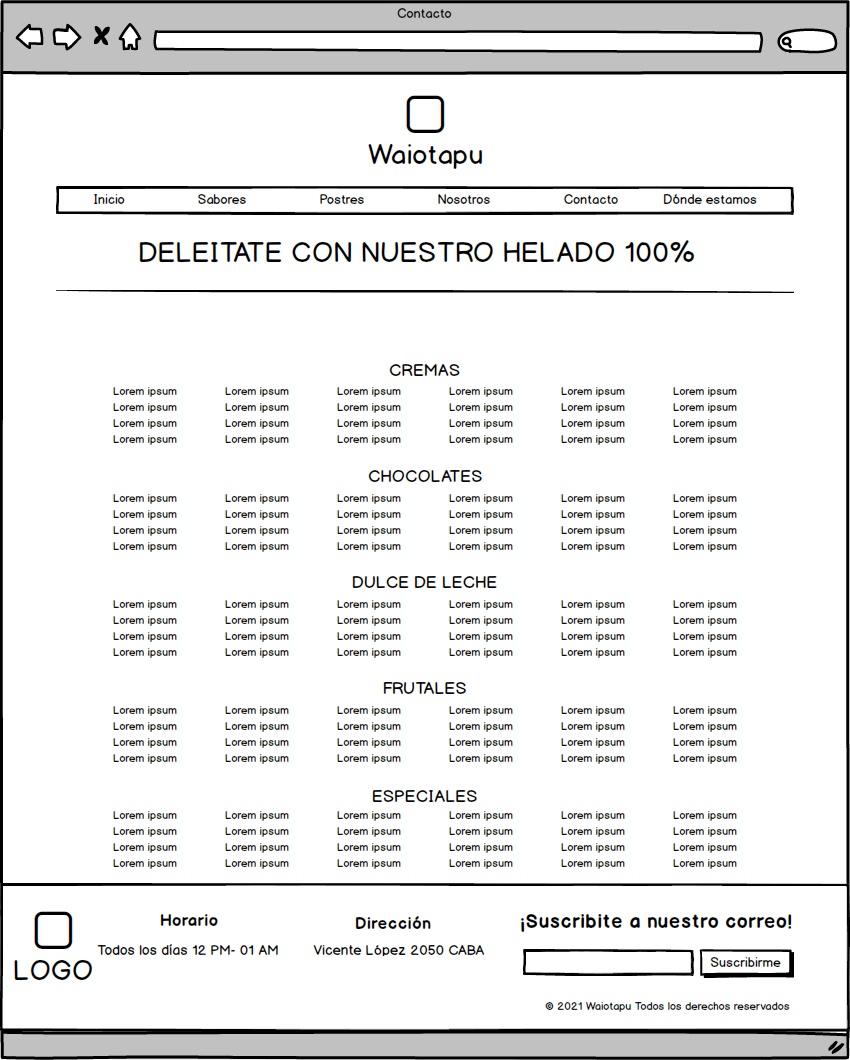 Contacto
Waiotapu
Inicio Sabores Postres Nosotros Contacto Dónde estamos
DELEITATE CON NUESTRO HELADO 100%
CREMAS
Lorem ipsum Lorem ipsum Lorem ipsum Lorem ipsum Lorem ipsum Lorem ipsum
Lorem ipsum Lorem ipsum Lorem ipsum Lorem ipsum Lorem ipsum Lorem ipsum
Lorem ipsum Lorem ipsum Lorem ipsum Lorem ipsum Lorem ipsum Lorem ipsum
Lorem ipsum Lorem ipsum Lorem ipsum Lorem ipsum Lorem ipsum Lorem ipsum
CHOCOLATES
Lorem ipsum Lorem ipsum Lorem ipsum Lorem ipsum Lorem ipsum Lorem ipsum
Lorem ipsum Lorem ipsum Lorem ipsum Lorem ipsum Lorem ipsum Lorem ipsum
Lorem ipsum Lorem ipsum Lorem ipsum Lorem ipsum Lorem ipsum Lorem ipsum
Lorem ipsum Lorem ipsum Lorem ipsum Lorem ipsum Lorem ipsum Lorem ipsum
DULCE DE LECHE
Lorem ipsum Lorem ipsum Lorem ipsum Lorem ipsum Lorem ipsum Lorem ipsum
Lorem ipsum Lorem ipsum Lorem ipsum Lorem ipsum Lorem ipsum Lorem ipsum
Lorem ipsum Lorem ipsum Lorem ipsum Lorem ipsum Lorem ipsum Lorem ipsum
Lorem ipsum Lorem ipsum Lorem ipsum Lorem ipsum Lorem ipsum Lorem ipsum
FRUTALES
Lorem ipsum Lorem ipsum Lorem ipsum Lorem ipsum Lorem ipsum Lorem ipsum
Lorem ipsum Lorem ipsum Lorem ipsum Lorem ipsum Lorem ipsum Lorem ipsum
Lorem ipsum Lorem ipsum Lorem ipsum Lorem ipsum Lorem ipsum Lorem ipsum
Lorem ipsum Lorem ipsum Lorem ipsum Lorem ipsum Lorem ipsum Lorem ipsum
ESPECIALES
Lorem ipsum Lorem ipsum Lorem ipsum Lorem ipsum Lorem ipsum Lorem ipsum
Lorem ipsum Lorem ipsum Lorem ipsum Lorem ipsum Lorem ipsum Lorem ipsum
Lorem ipsum Lorem ipsum Lorem ipsum Lorem ipsum Lorem ipsum Lorem ipsum
Lorem ipsum Lorem ipsum Lorem ipsum Lorem ipsum Lorem ipsum Lorem ipsum
LOGO
Horario
Todos los días 12 PM- 01 AM
Dirección
Vicente López 2050 CABA
¡Suscribite a nuestro correo!
Suscribirme
© 2021 Waiotapu Todos los derechos reservados